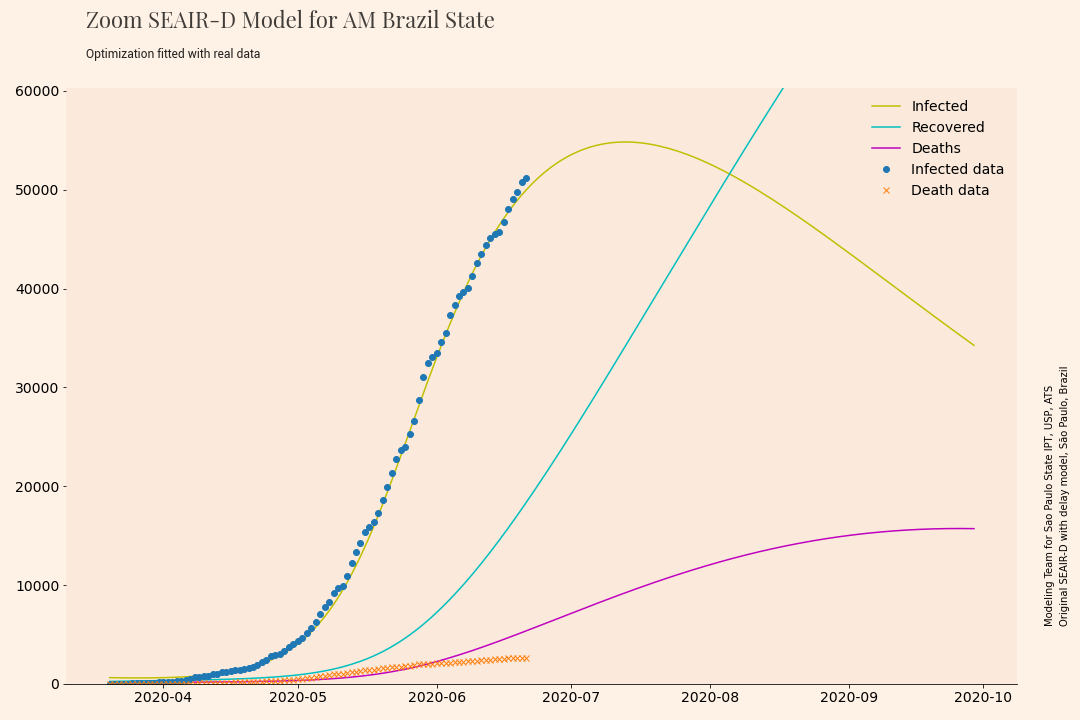 Zoom SEAIR-D Model for AM Brazil State
Optimization fitted with real data
60000
50000
40000
30000
20000
10000
0
Infected
Recovered
Deaths
Infected data
Death data
2020-04
2020-05
2020-06
2020-07
2020-08
2020-09
2020-10
Modeling Team for Sao Paulo State IPT, USP, ATS
Original SEAIR-D with delay model, São Paulo, Brazil